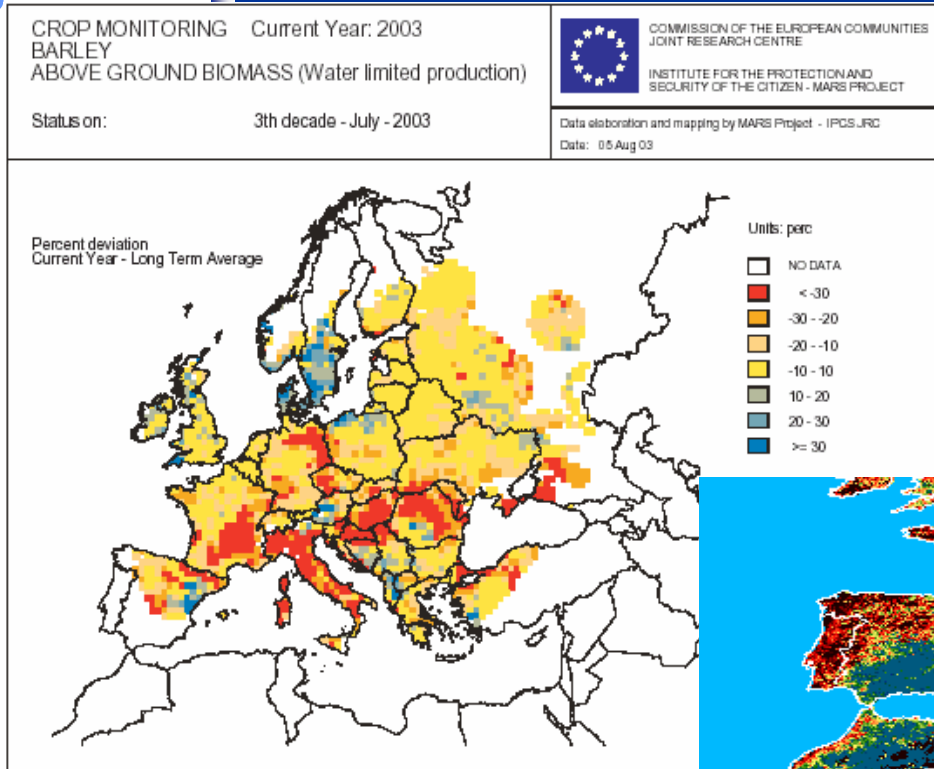 CROP MONITORING Current Year: 2003
BARLEY
ABOVE GROUND BIOMASS (Water limited production)
Status on: 3th decade - July - 2003
COMMISSION OF THE EUROPEAN COMMUNITIES
JOINT RESEARCH CENTRE
INSTITUTE FOR THE PROTECTION AND
SECURITY OF THE CITIZEN - MARS PROJECT
Data elaboration and mapping by MARS Project - IPCSJRC
Date: 05 Aug 03
Percent deviation
Current Year - Long Term Average
Units: perc
NO DATA
< -30
-30 - -20
-20 - -10
-10 - 10
10 - 20
20 - 30
>= 30